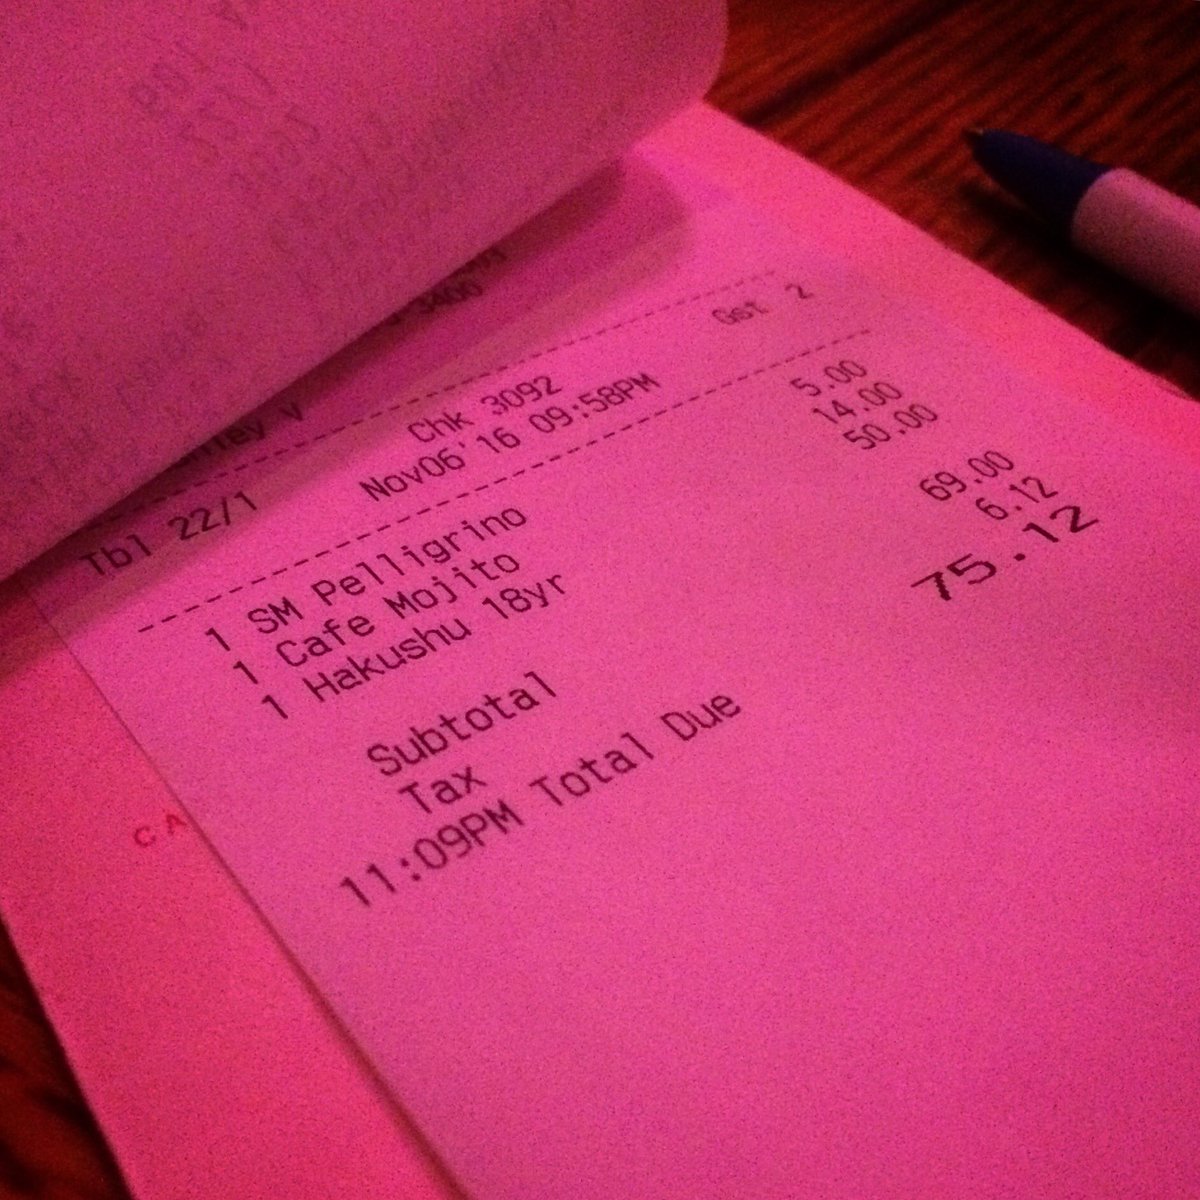 3400
Tbl 22/1 Chk 3092 Gst 2
Nov06'16 09:58PM
1 SM Pelligrino 5.00
1 Cafe Mojito 14.00
1 Hakushu 18yr 50.00
Subtotal 69.00
Tax 6.12
11:09PM Total Due 75.12
C A